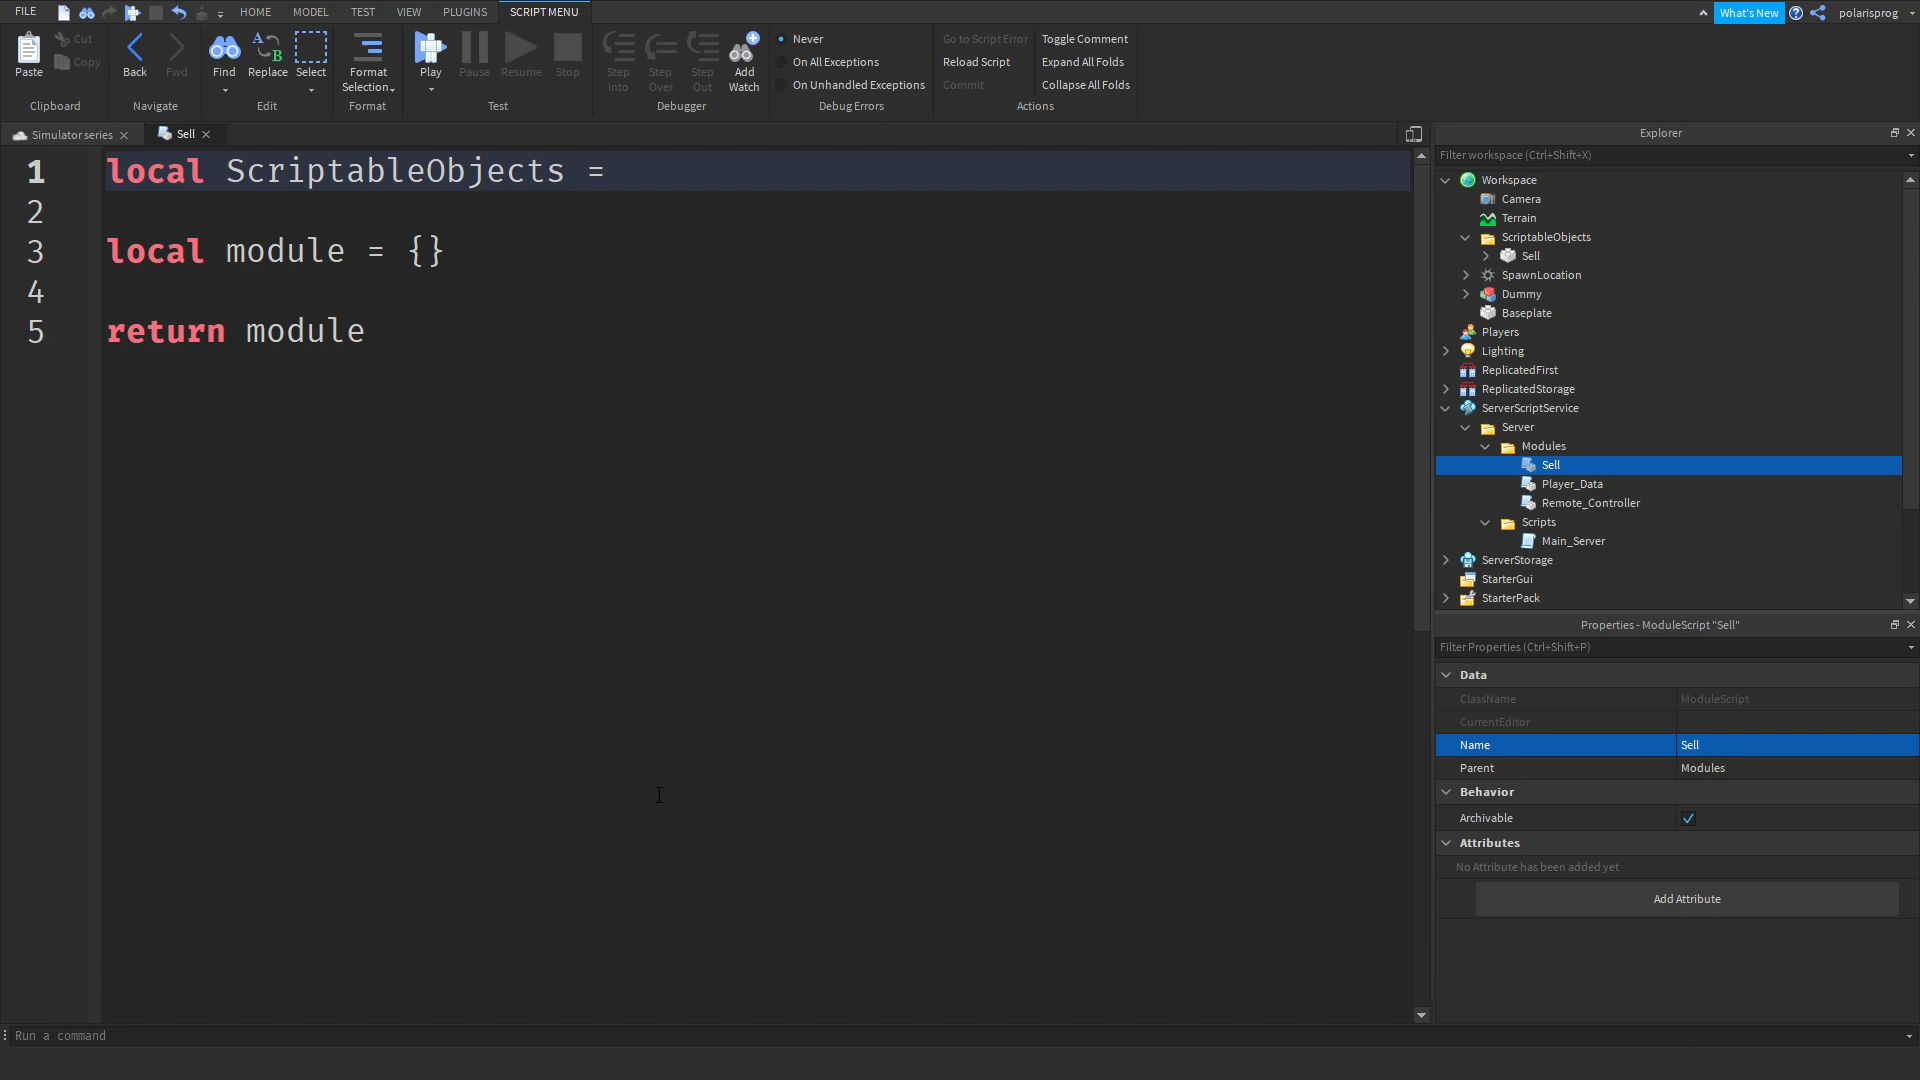 FILE HOME MODEL TEST VIEW PLUGINS SCRIPT MENU What's New polarisprog
Paste Cut Copy Clipboard
Back Fwd Navigate
Find Replace Select Edit
Format Selection Format
Play Pause Resume Stop Test
Step Into Step Over Step Out Add Watch Debugger
Never
On All Exceptions
On Unhandled Exceptions
Debug Errors
Go to Script Error Toggle Comment
Reload Script Expand All Folds
Commit Collapse All Folds
Actions
Simulator series Sell
1 local ScriptableObjects =
2
3 local module = {}
4
5 return module
Explorer
Filter workspace (Ctrl+Shift+X)
Workspace
Camera
Terrain
ScriptableObjects
Sell
SpawnLocation
Dummy
Baseplate
Players
Lighting
ReplicatedFirst
ReplicatedStorage
ServerScriptService
Server
Modules
Sell
Player_Data
Remote_Controller
Scripts
Main_Server
ServerStorage
StarterGui
StarterPack
Properties - ModuleScript "Sell"
Filter Properties (Ctrl+Shift+P)
Data
ClassName ModuleScript
CurrentEditor
Name Sell
Parent Modules
Behavior
Archivable
Attributes
No Attribute has been added yet
Add Attribute
Run a command